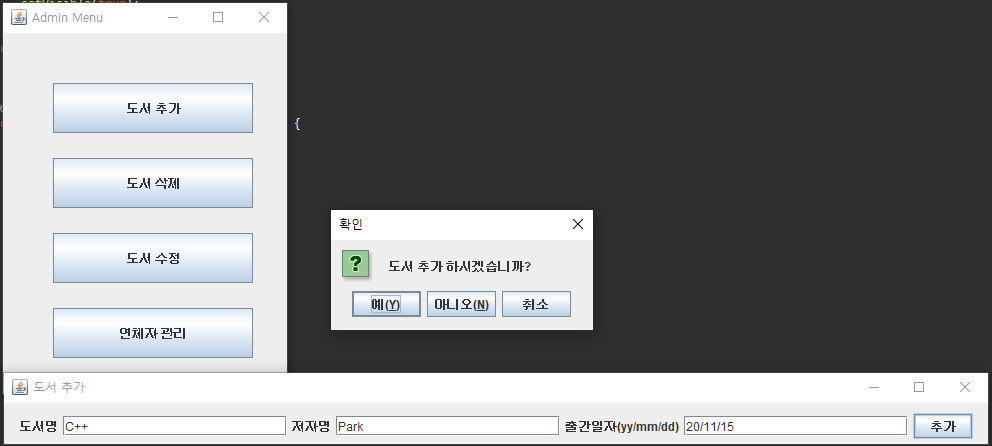 Admin Menu
도서 추가
{
도서 삭제
도서 수정
연체자 관리
확인
도서 추가 하시겠습니까?
예(Y) 아니오(N) 취소
도서 추가
도서명 C++ 저자명 Park 출간일자(yy/mm/dd) 20/11/15 추가